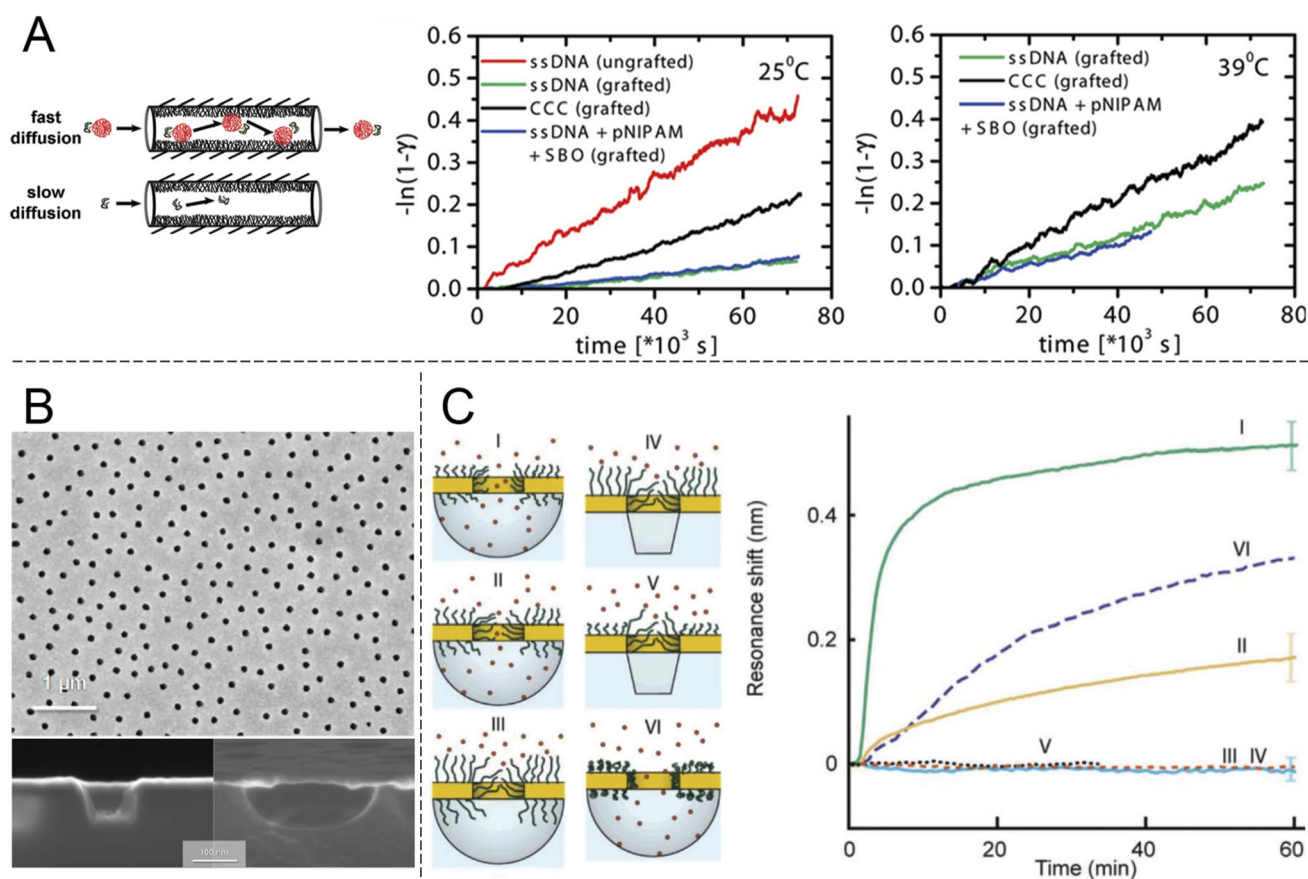 A
fast
diffusion
slow
diffusion
-ln(1-γ)
0.5
0.4
0.3
0.2
0.1
0.0
ssDNA (ungrafted)
ssDNA (grafted)
CCC (grafted)
ssDNA + pNIPAM
+ SBO (grafted)
25⁰C
0 20 40 60 80
time [*10³ s]
-ln(1-γ)
0.5
0.4
0.3
0.2
0.1
0.0
ssDNA (grafted)
CCC (grafted)
ssDNA + pNIPAM
+ SBO (grafted)
39⁰C
0 20 40 60 80
time [*10³ s]
B
1 µm
100 nm
C
I
IV
II
V
III
VI
Resonance shift (nm)
0.4
0.2
0
I
VI
II
V
III IV
0 20 40 60
Time (min)